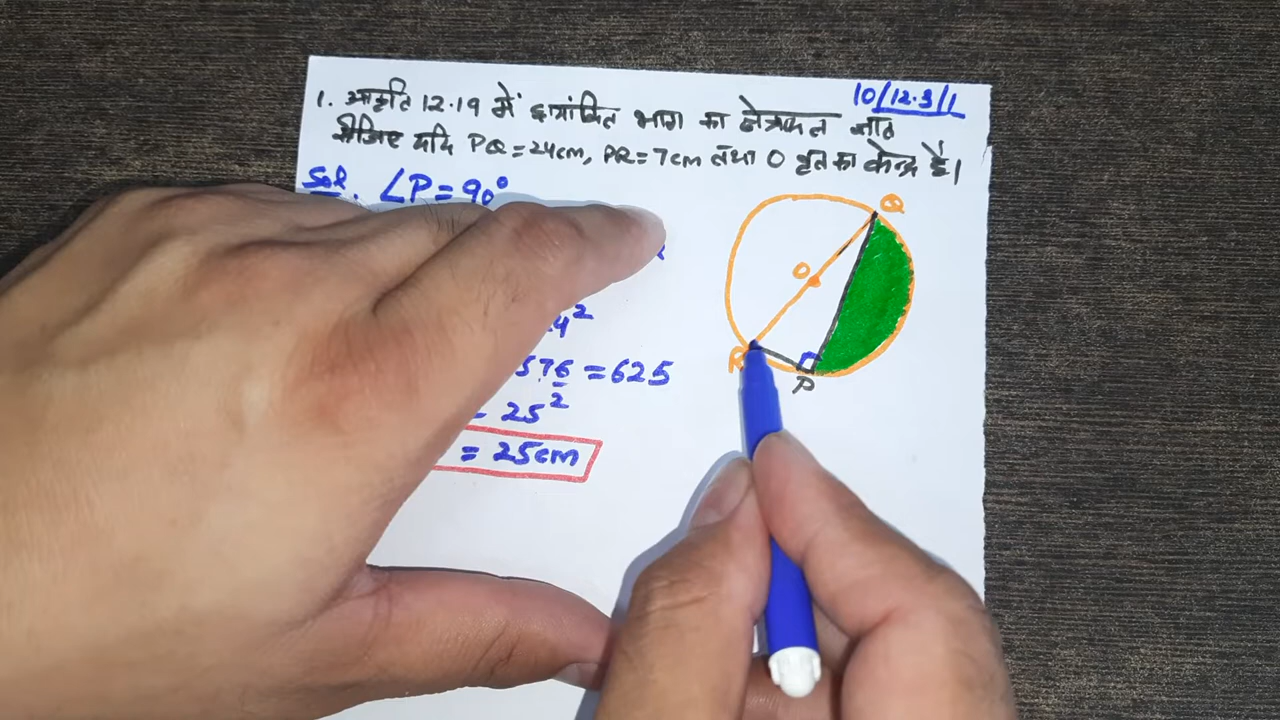 10/12.3/1
1. आकृति 12.19 में छायांकित भाग का क्षेत्रफल ज्ञात
कीजिए यदि PQ = 24cm, PR = 7cm तथा O वृत का केन्द्र है।
Sol. ∠P = 90°
4²
576 = 625
= 25²
= 25cm
Q
O
R
P